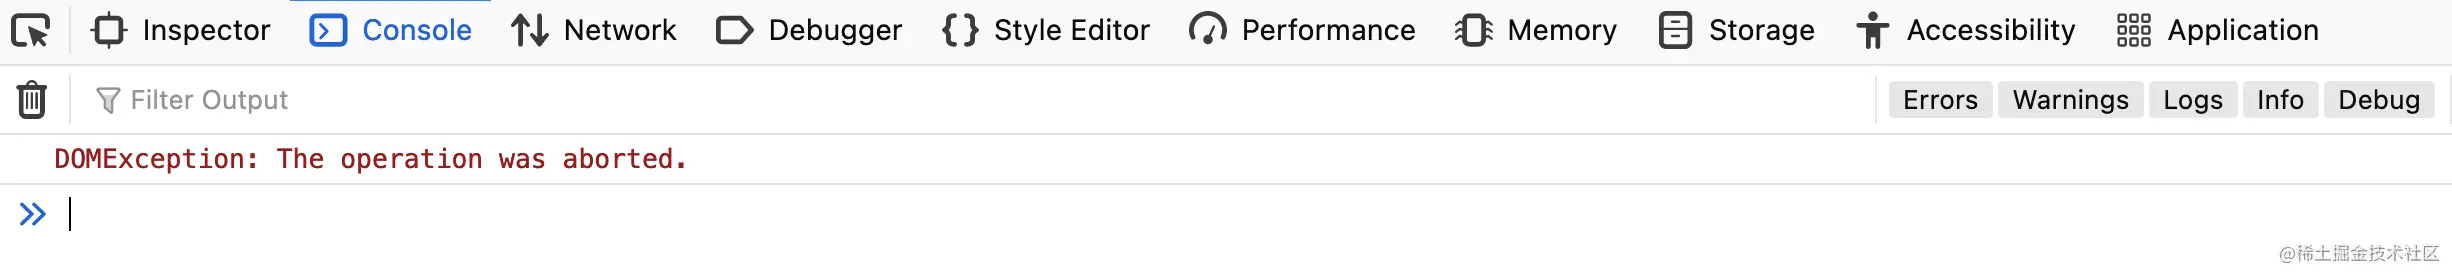 Inspector Console Network Debugger Style Editor Performance Memory Storage Accessibility Application
Filter Output Errors Warnings Logs Info Debug
DOMException: The operation was aborted.
@稀土掘金技术社区